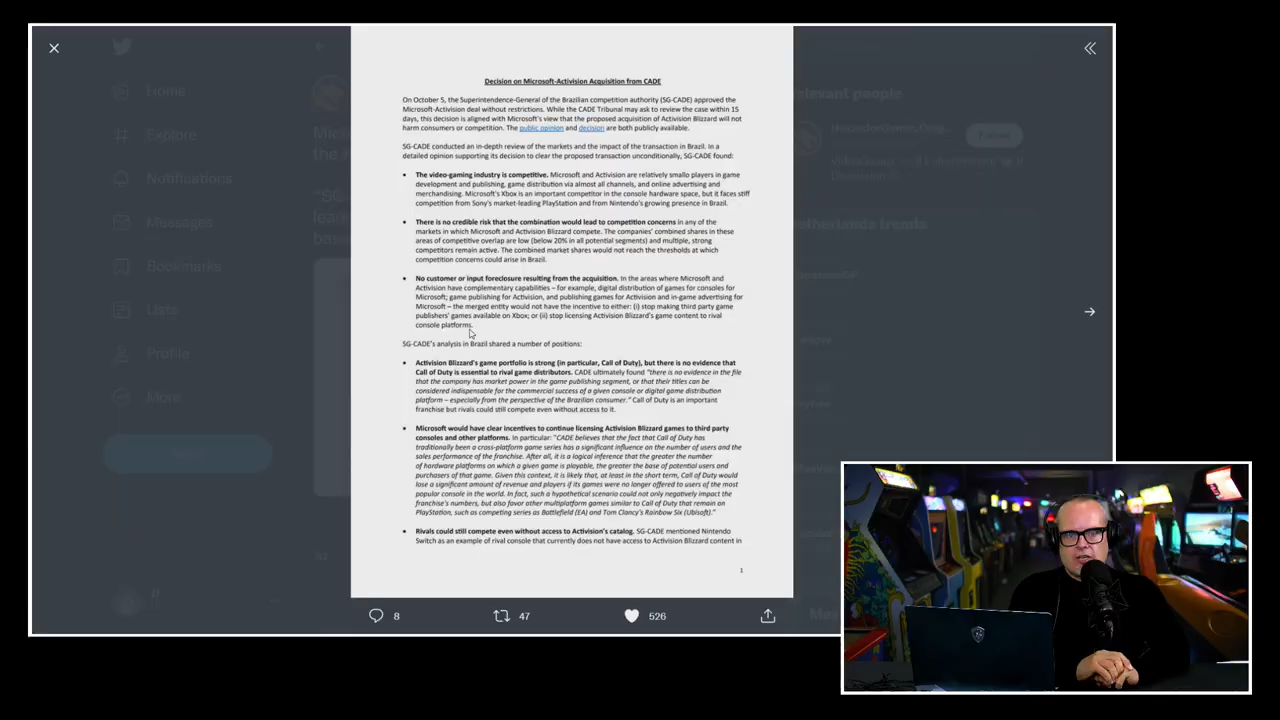 Home
Explore
Notifications
Messages
Bookmarks
Lists
Profile
More
Decision on Microsoft-Activision Acquisition from CADE
On October 5, the Superintendence-General of the Brazilian competition authority (SG-CADE) approved the
Microsoft-Activision deal without restrictions. While the CADE Tribunal may ask to review the case within 15
days, this decision is aligned with Microsoft's view that the proposed acquisition of Activision Blizzard will not
harm consumers or competition. The public opinion and decision are both publicly available.
SG-CADE conducted an in-depth review of the markets and the impact of the transaction in Brazil. In a
detailed opinion supporting its decision to clear the proposed transaction unconditionally, SG-CADE found:
• The video-gaming industry is competitive. Microsoft and Activision are relatively smallo players in game
development and publishing, game distribution via almost all channels, and online advertising and
merchandising. Microsoft's Xbox is an important competitor in the console hardware space, but it faces stiff
competition from Sony's market-leading PlayStation and from Nintendo's growing presence in Brazil.
• There is no credible risk that the combination would lead to competition concerns in any of the
markets in which Microsoft and Activision Blizzard compete. The companies' combined shares in these
areas of competitive overlap are low (below 20% in all potential segments) and multiple, strong
competitors remain active. The combined market shares would not reach the thresholds at which
competition concerns could arise in Brazil.
• No customer or input foreclosure resulting from the acquisition. In the areas where Microsoft and
Activision have complementary capabilities – for example, digital distribution of games for consoles for
Microsoft; game publishing for Activision, and publishing games for Activision and in-game advertising for
Microsoft – the merged entity would not have the incentive to either: (i) stop making third party game
publishers' games available on Xbox; or (ii) stop licensing Activision Blizzard's game content to rival
console platforms.
SG-CADE's analysis in Brazil shared a number of positions:
• Activision Blizzard's game portfolio is strong (in particular, Call of Duty), but there is no evidence that
Call of Duty is essential to rival game distributors. CADE ultimately found "there is no evidence in the file
that the company has market power in the game publishing segment, or that their titles can be
considered indispensable for the commercial success of a given console or digital game distribution
platform – especially from the perspective of the Brazilian consumer." Call of Duty is an important
franchise but rivals could still compete even without access to it.
• Microsoft would have clear incentives to continue licensing Activision Blizzard games to third party
consoles and other platforms. In particular: "CADE believes that the fact that Call of Duty has
traditionally been a cross-platform game series has a significant influence on the number of users and the
sales performance of the franchise. After all, it is a logical inference that the greater the number
of hardware platforms on which a given game is playable, the greater the base of potential users and
purchasers of that game. Given this context, it is likely that, at least in the short term, Call of Duty would
lose a significant amount of revenue and players if its games were no longer offered to users of the most
popular console in the world. In fact, such a hypothetical scenario could not only negatively impact the
franchise's numbers, but also favor other multiplatform games similar to Call of Duty that remain on
PlayStation, such as competing series as Battlefield (EA) and Tom Clancy's Rainbow Six (Ubisoft)."
• Rivals could still compete even without access to Activision's catalog. SG-CADE mentioned Nintendo
Switch as an example of rival console that currently does not have access to Activision Blizzard content in
1
8
47
526